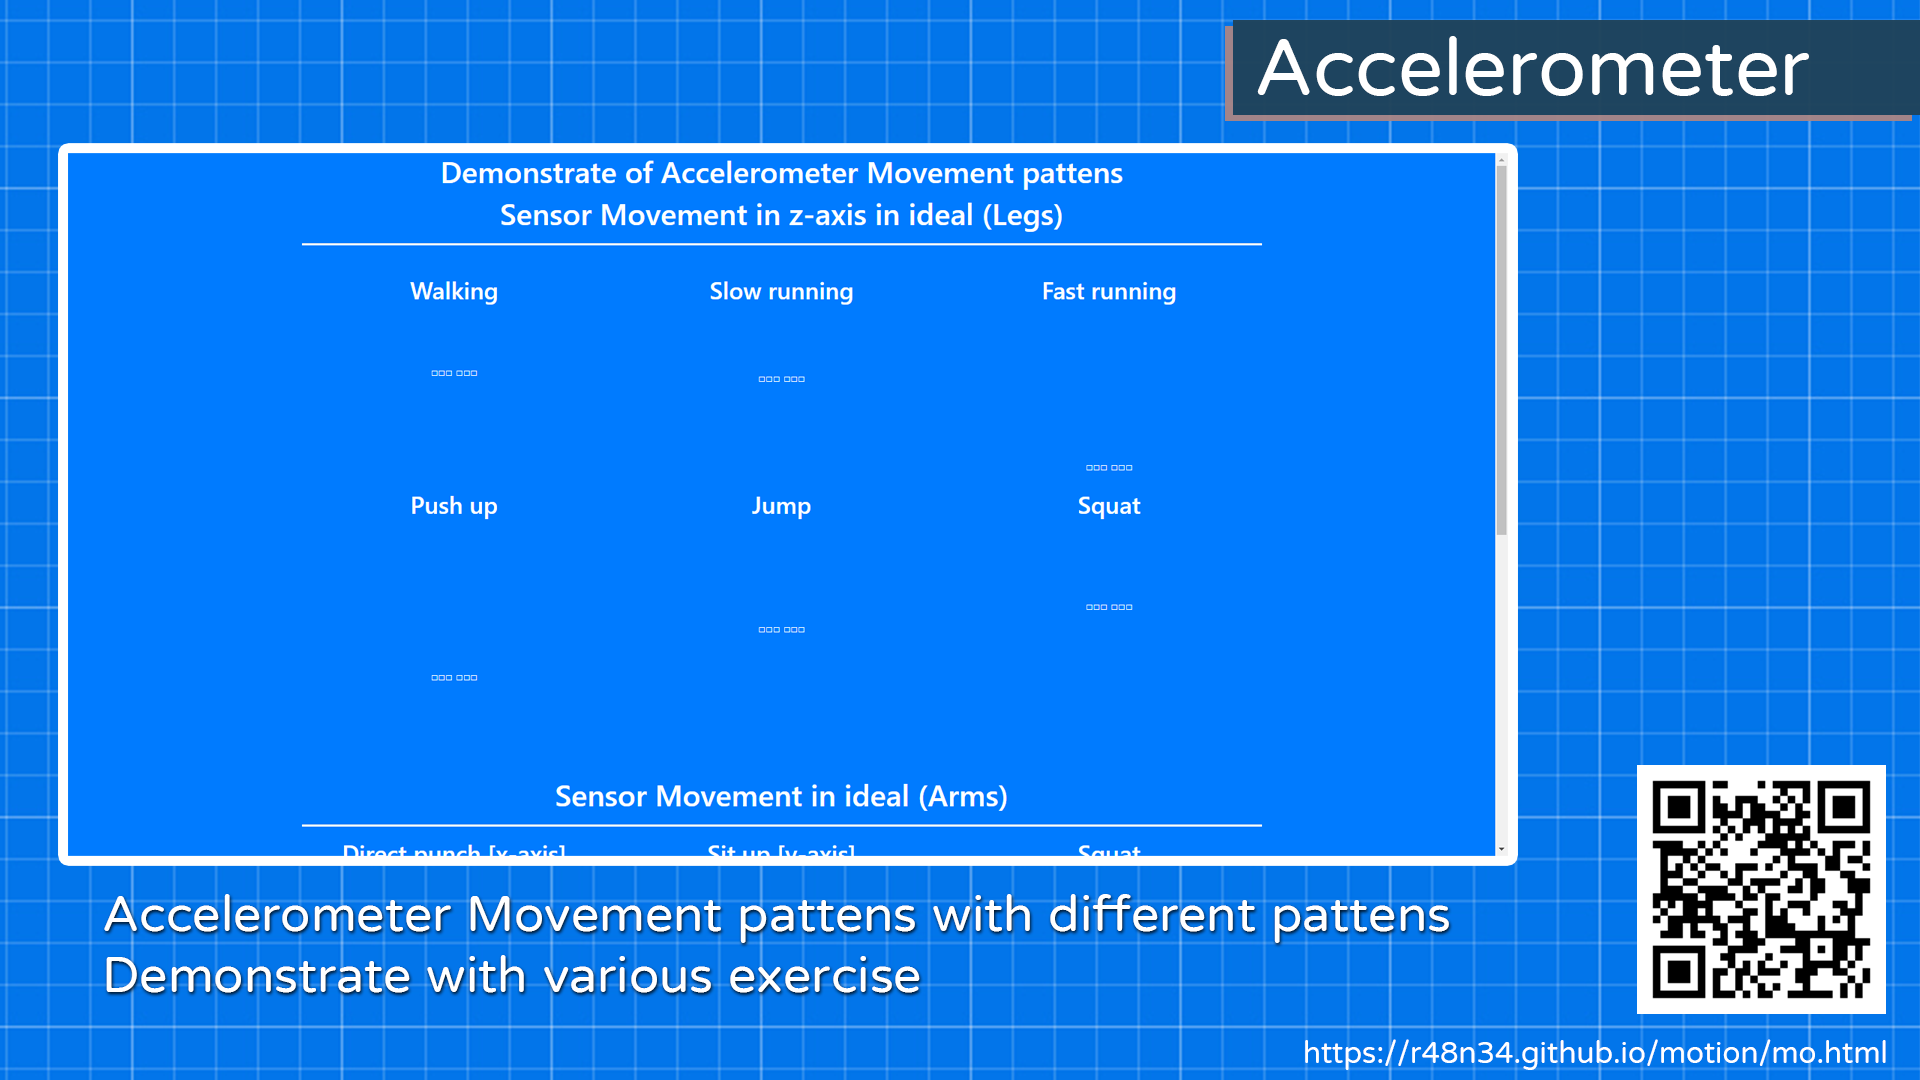 Accelerometer
Demonstrate of Accelerometer Movement pattens
Sensor Movement in z-axis in ideal (Legs)
Walking Slow running Fast running
Push up Jump Squat
Sensor Movement in ideal (Arms)
Direct punch [x-axis] Sit up [y-axis] Squat
Accelerometer Movement pattens with different pattens
Demonstrate with various exercise
https://r48n34.github.io/motion/mo.html